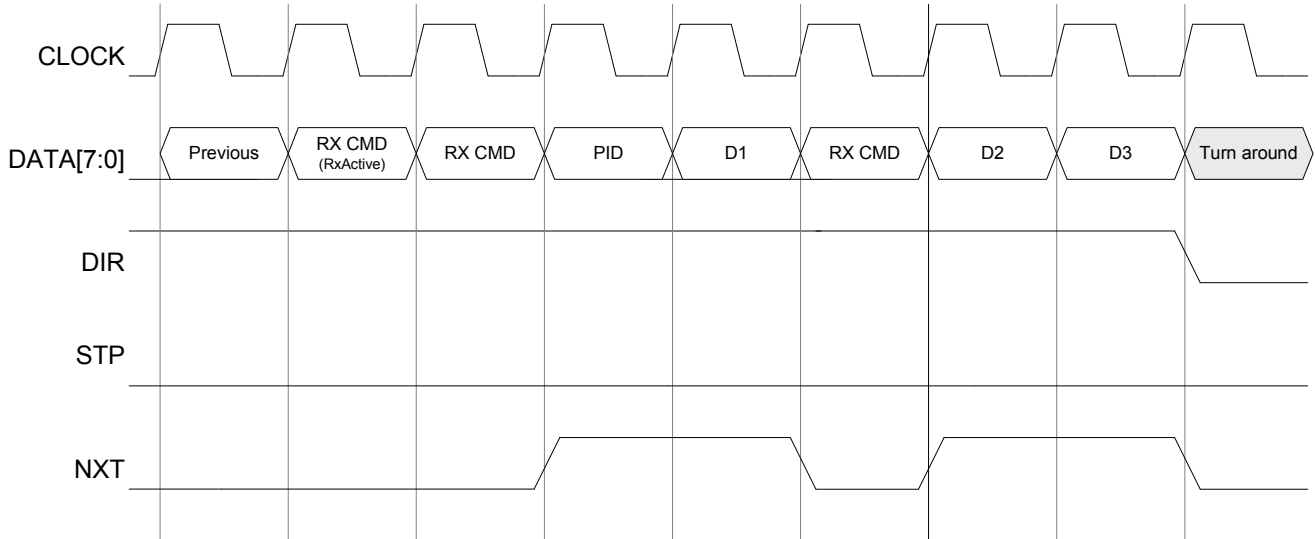 CLOCK
DATA[7:0]
Previous
RX CMD
(RxActive)
RX CMD
PID
D1
RX CMD
D2
D3
Turn around
DIR
STP
NXT